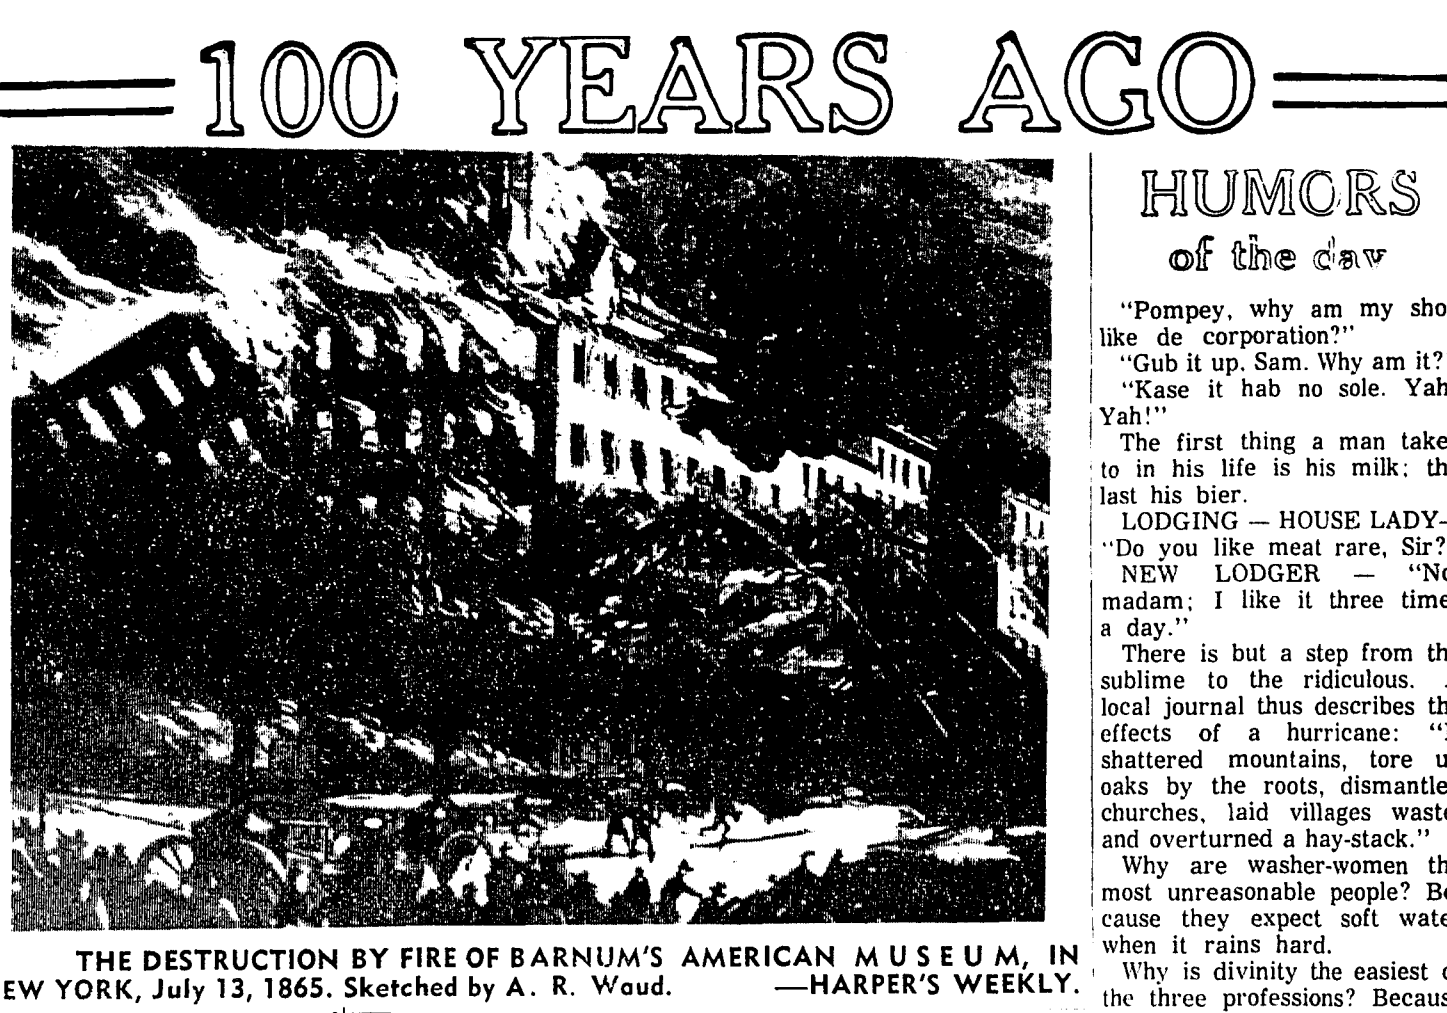 100 YEARS AGO
THE DESTRUCTION BY FIRE OF BARNUM'S AMERICAN MUSEUM, IN
EW YORK, July 13, 1865. Sketched by A. R. Waud. —HARPER'S WEEKLY.
HUMORS
of the day
"Pompey, why am my sho
like de corporation?"
"Gub it up, Sam. Why am it?
"Kase it hab no sole. Yah
Yah!"
The first thing a man take
to in his life is his milk; th
last his bier.
LODGING — HOUSE LADY-
"Do you like meat rare, Sir?
NEW LODGER — "No
madam; I like it three time
a day."
There is but a step from th
sublime to the ridiculous.
local journal thus describes th
effects of a hurricane: "
shattered mountains, tore u
oaks by the roots, dismantle
churches, laid villages waste
and overturned a hay-stack."
Why are washer-women th
most unreasonable people? Be
cause they expect soft wate
when it rains hard.
Why is divinity the easiest o
the three professions? Becaus